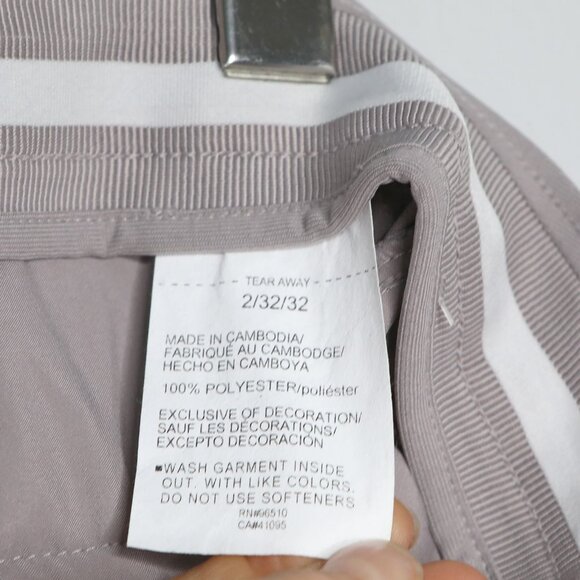 TEAR AWAY
2/32/32
MADE IN CAMBODIA/
FABRIQUÉ AU CAMBODGE/
HECHO EN CAMBOYA
100% POLYESTER/poliéster
EXCLUSIVE OF DECORATION/
SAUF LES DÉCORATIONS/
EXCEPTO DECORACIÓN
WASH GARMENT INSIDE
OUT. WITH LIKE COLORS.
DO NOT USE SOFTENERS
RN#96510
CA#41095